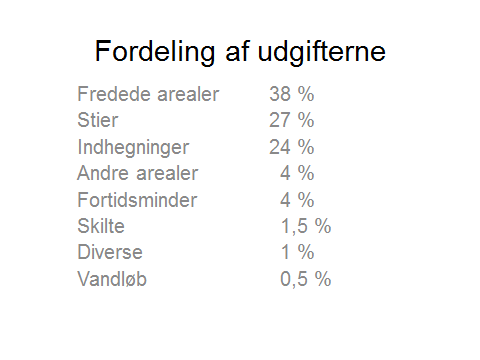 Fordeling af udgifterne
Fredede arealer 38 %
Stier 27 %
Indhegninger 24 %
Andre arealer 4 %
Fortidsminder 4 %
Skilte 1,5 %
Diverse 1 %
Vandløb 0,5 %